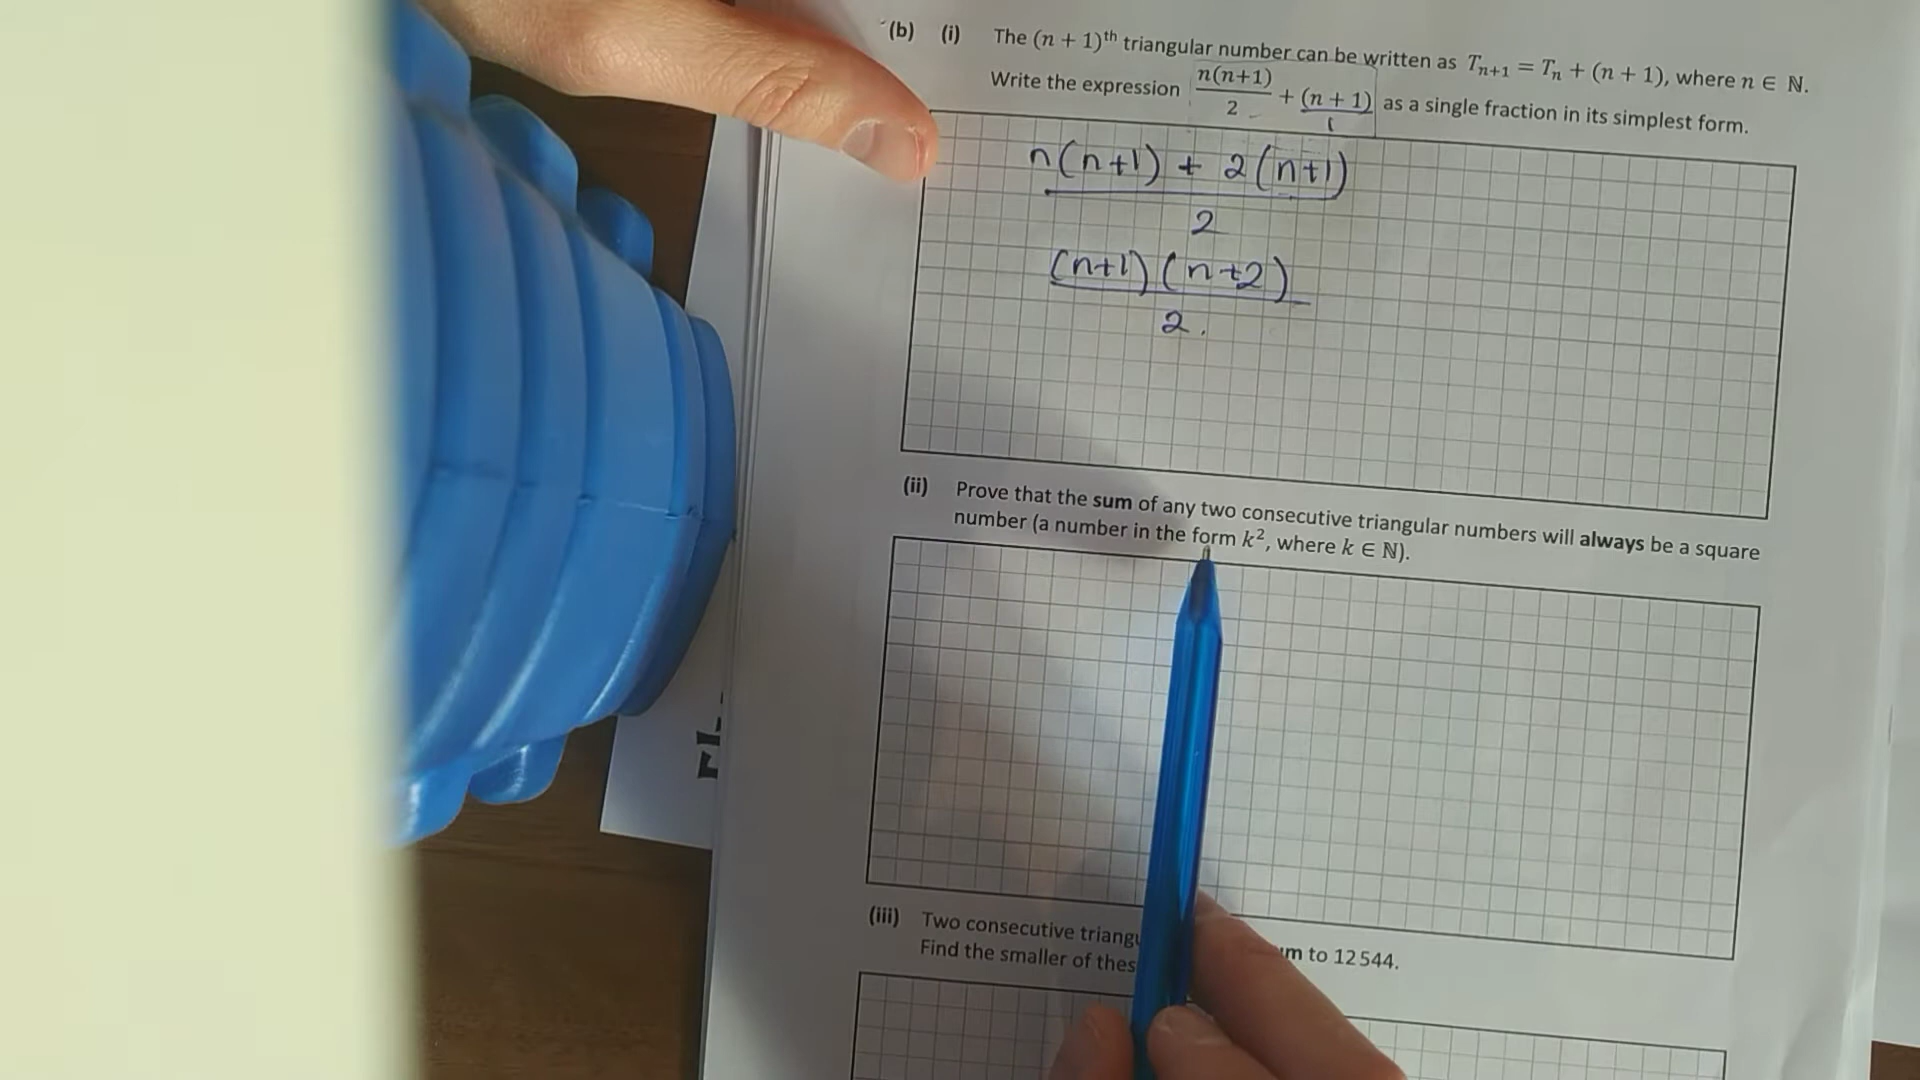 (b) (i) The (n + 1)ᵗʰ triangular number can be written as Tₙ₊₁ = Tₙ + (n + 1), where n ∈ ℕ.
Write the expression n(n+1)/2 + (n + 1)/1 as a single fraction in its simplest form.
n(n+1) + 2(n+1)
2
(n+1)(n+2)
2.
(ii) Prove that the sum of any two consecutive triangular numbers will always be a square
number (a number in the form k², where k ∈ ℕ).
(iii) Two consecutive to 12 544.
Find the smaller of